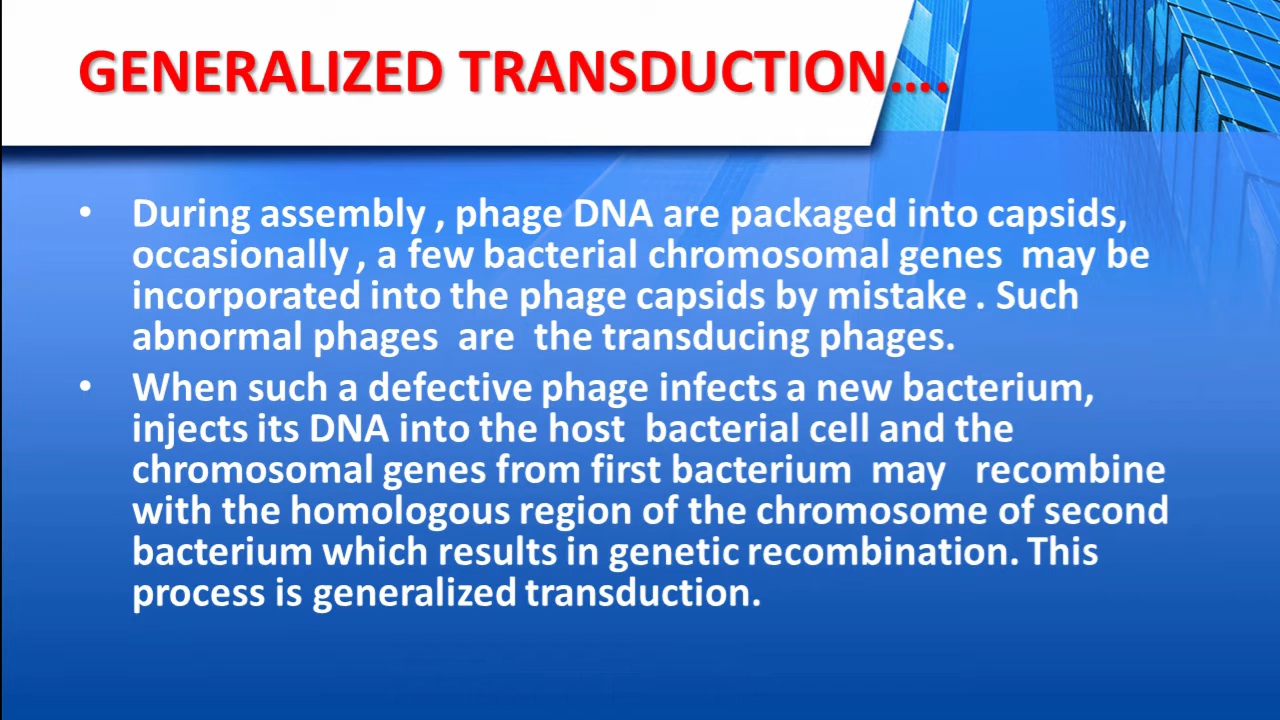 GENERALIZED TRANSDUCTION….
• During assembly , phage DNA are packaged into capsids,
occasionally , a few bacterial chromosomal genes  may be
incorporated into the phage capsids by mistake . Such
abnormal phages  are  the transducing phages.
• When such a defective phage infects a new bacterium,
injects its DNA into the host  bacterial cell and the
chromosomal genes from first bacterium  may   recombine
with the homologous region of the chromosome of second
bacterium which results in genetic recombination. This
process is generalized transduction.